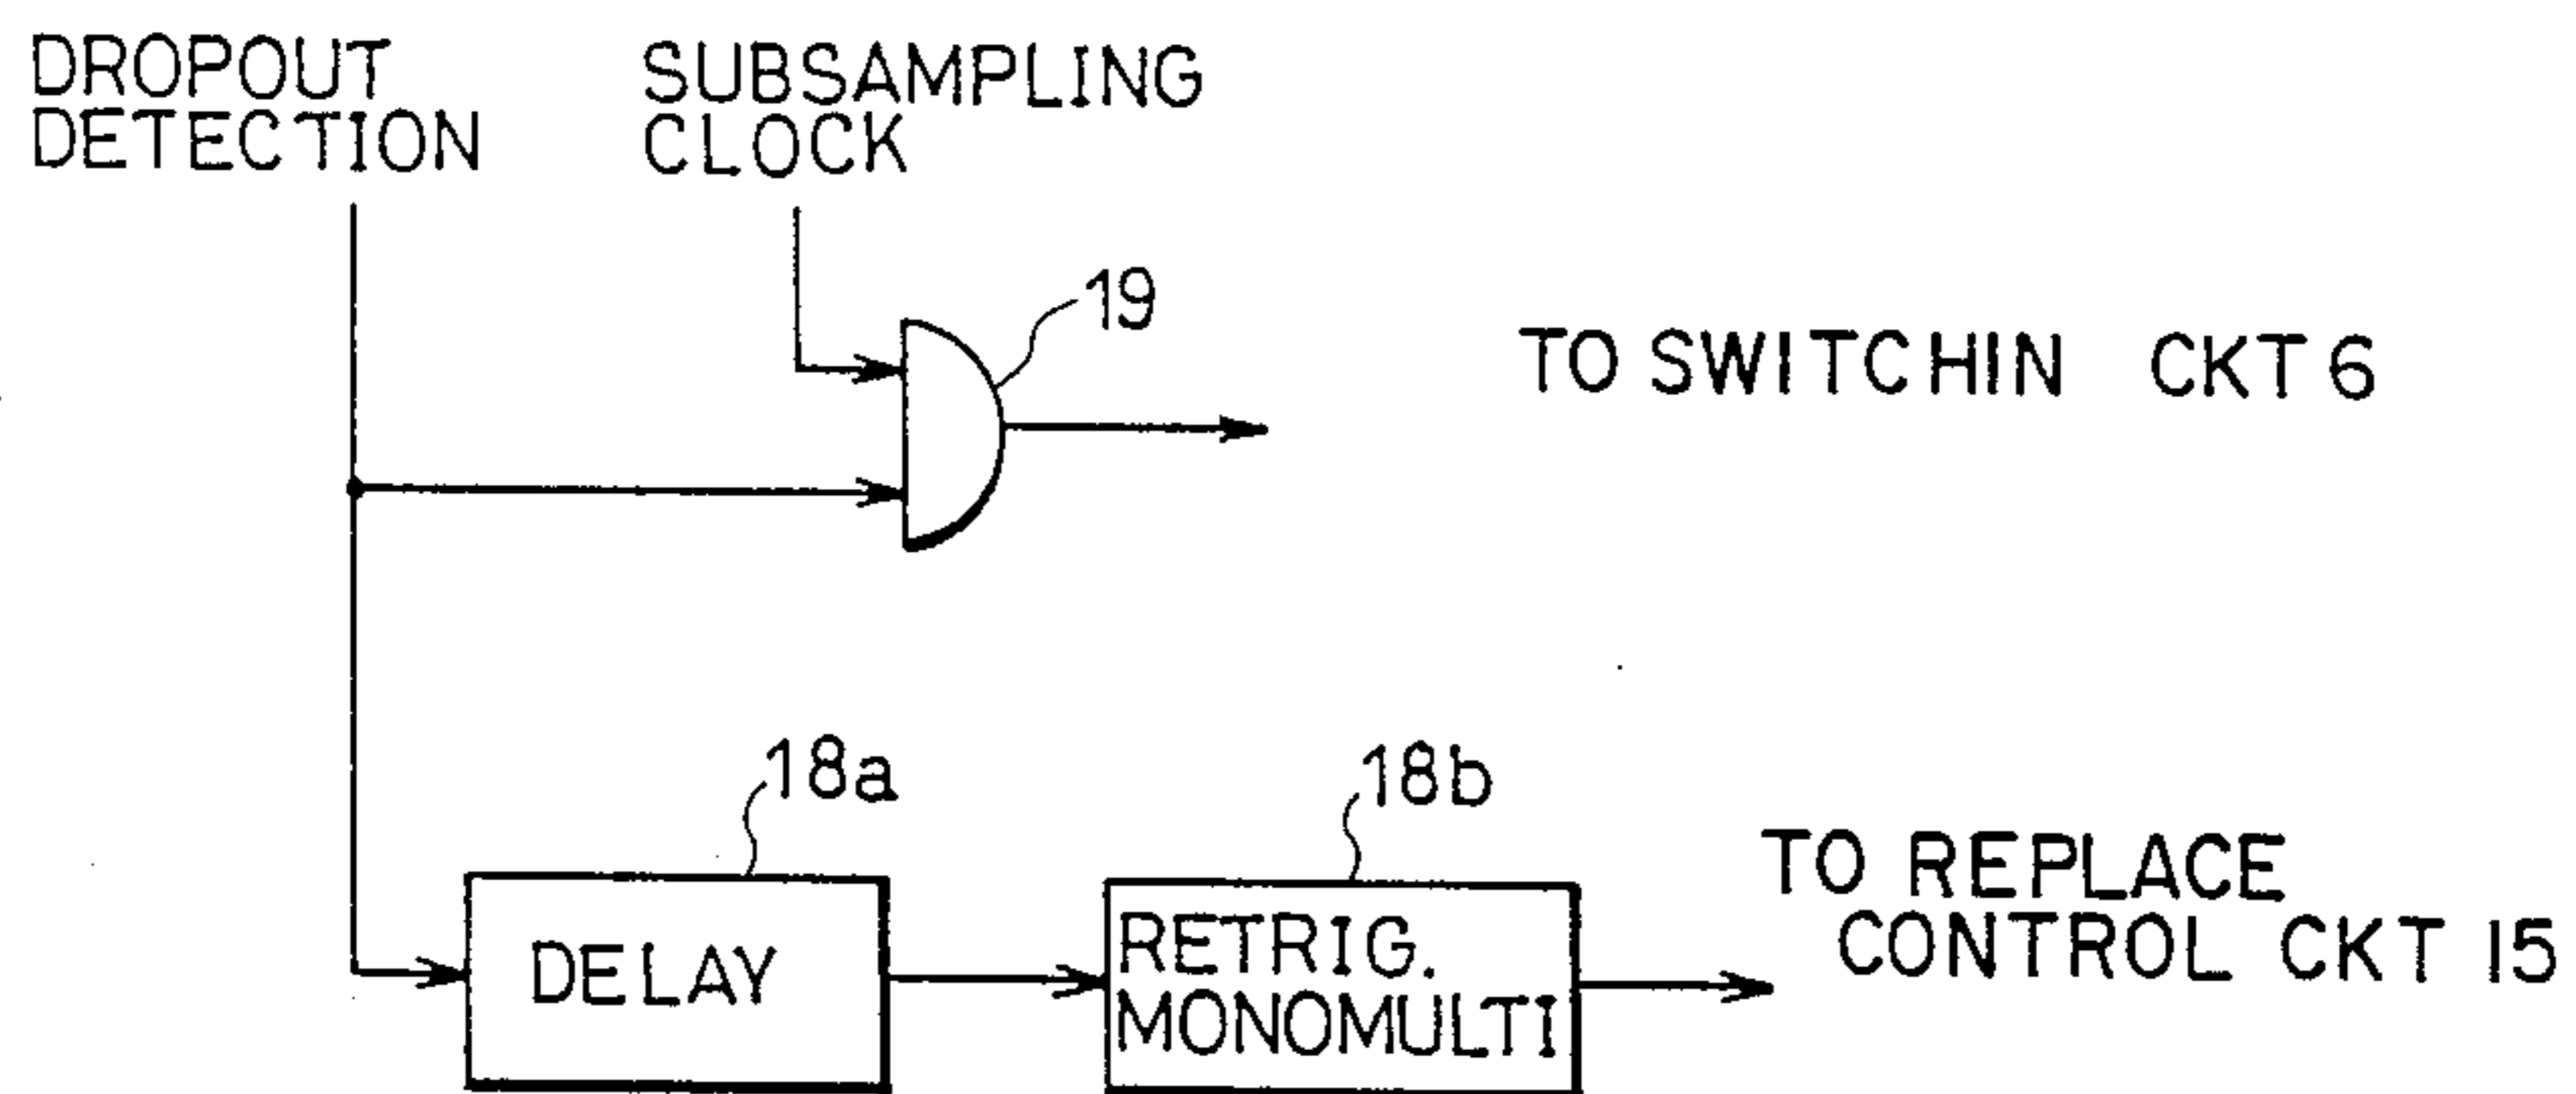 DROPOUT
DETECTION
SUBSAMPLING
CLOCK
19
TO SWITCHIN CKT 6
18a
18b
DELAY
RETRIG.
MONOMULTI
TO REPLACE
CONTROL CKT 15